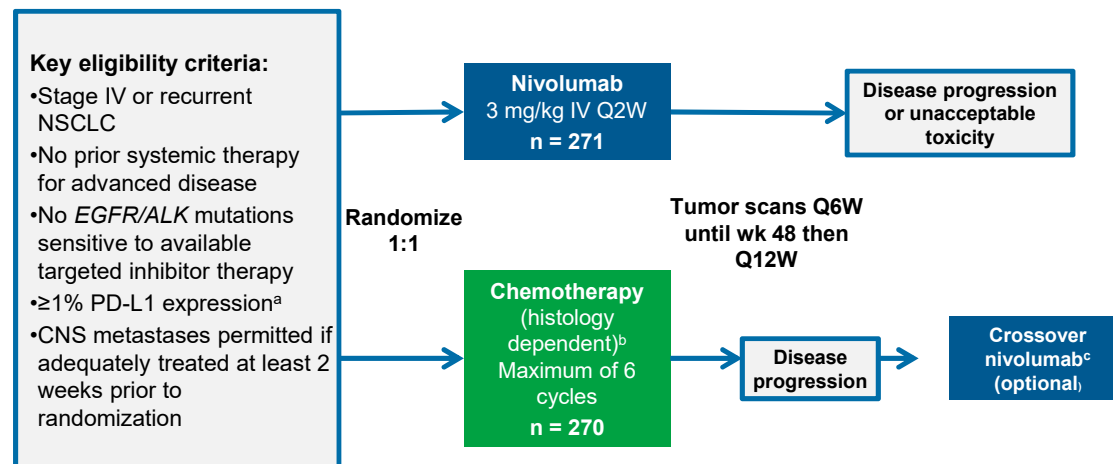 Key eligibility criteria:
•Stage IV or recurrent
NSCLC
•No prior systemic therapy
for advanced disease
•No EGFR/ALK mutations
sensitive to available
targeted inhibitor therapy
•≥1% PD-L1 expressionᵃ
•CNS metastases permitted if
adequately treated at least 2
weeks prior to
randomization
Randomize
1:1
Nivolumab
3 mg/kg IV Q2W
n = 271
Disease progression
or unacceptable
toxicity
Tumor scans Q6W
until wk 48 then
Q12W
Chemotherapy
(histology
dependent)ᵇ
Maximum of 6
cycles
n = 270
Disease
progression
Crossover
nivolumabᶜ
(optional)